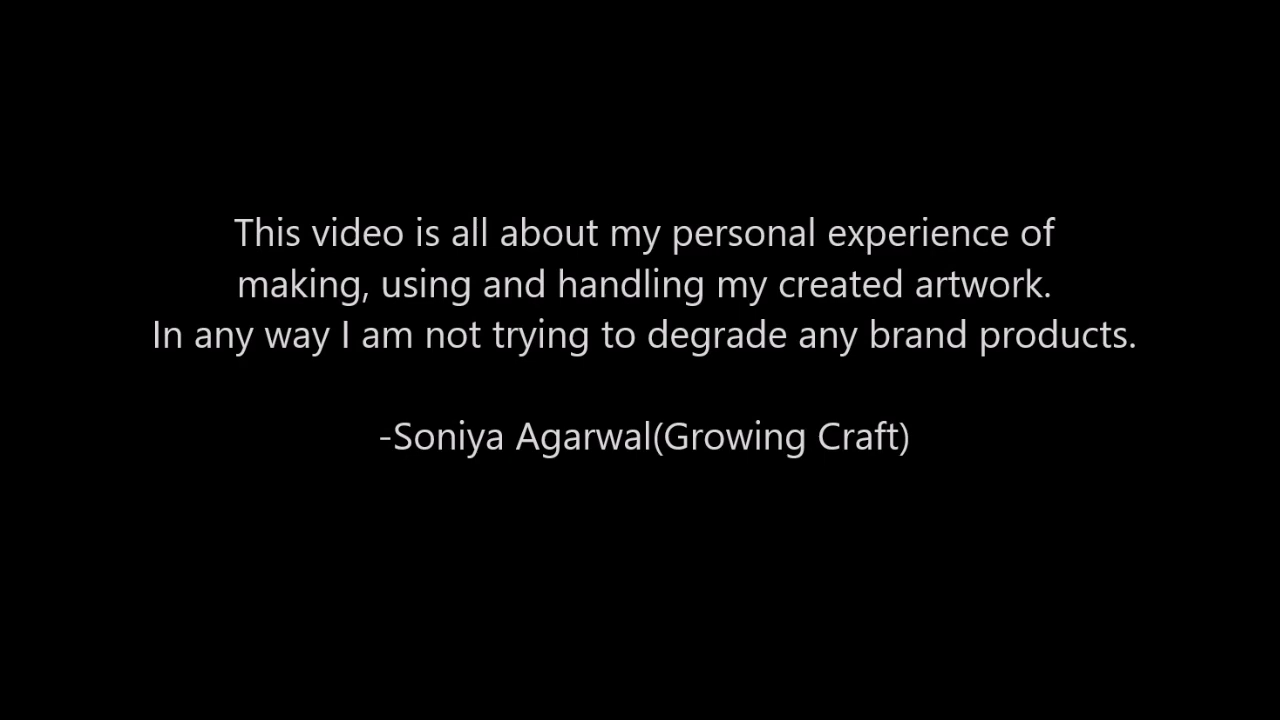 This video is all about my personal experience of
making, using and handling my created artwork.
In any way I am not trying to degrade any brand products.
-Soniya Agarwal(Growing Craft)